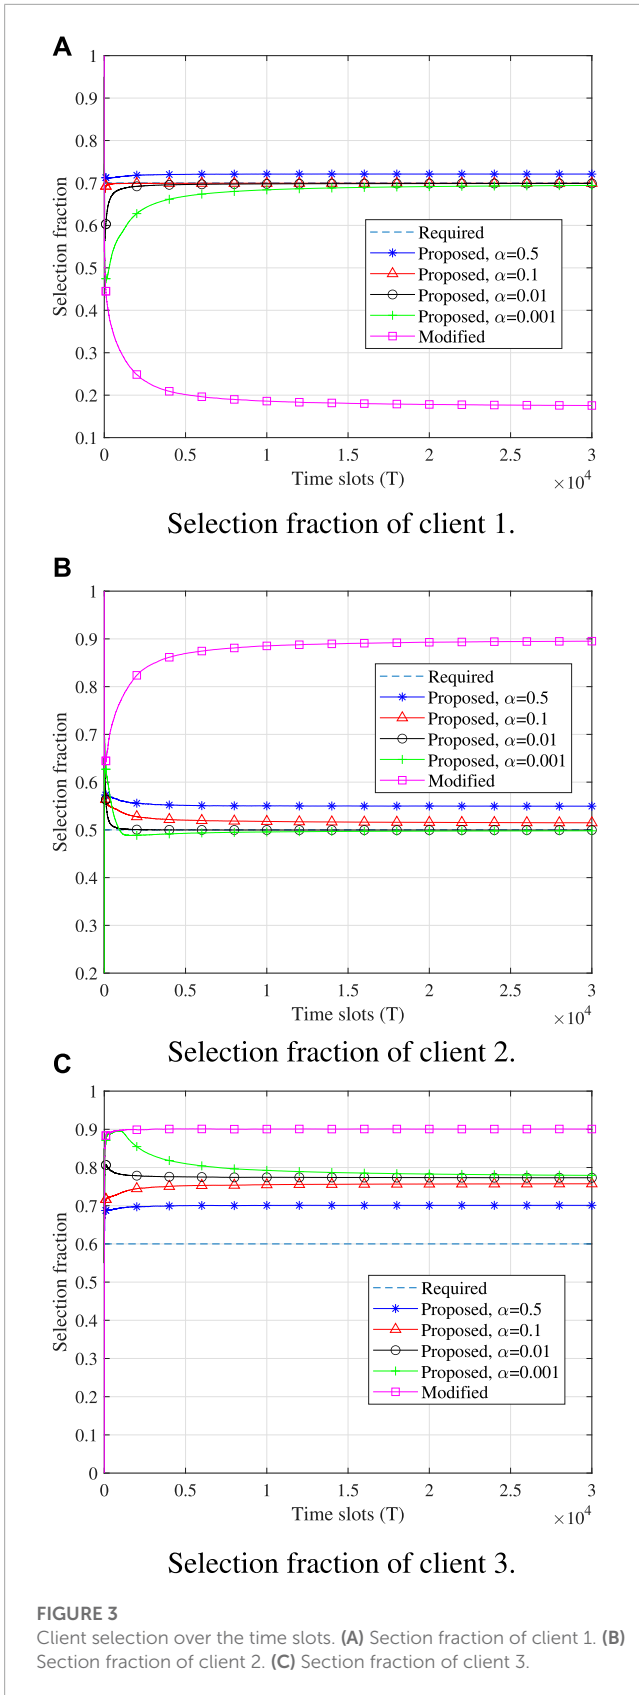 A
1
0.9
0.8
0.7
0.6
0.5
0.4
0.3
0.2
0.1
Selection fraction
Required
Proposed, α=0.5
Proposed, α=0.1
Proposed, α=0.01
Proposed, α=0.001
Modified
0 0.5 1 1.5 2 2.5 3
Time slots (T) ×10⁴
Selection fraction of client 1.
B
1
0.9
0.8
0.7
0.6
0.5
0.4
0.3
0.2
Selection fraction
Required
Proposed, α=0.5
Proposed, α=0.1
Proposed, α=0.01
Proposed, α=0.001
Modified
0 0.5 1 1.5 2 2.5 3
Time slots (T) ×10⁴
Selection fraction of client 2.
C
1
0.9
0.8
0.7
0.6
0.5
0.4
0.3
0.2
0.1
0
Selection fraction
Required
Proposed, α=0.5
Proposed, α=0.1
Proposed, α=0.01
Proposed, α=0.001
Modified
0 0.5 1 1.5 2 2.5 3
Time slots (T) ×10⁴
Selection fraction of client 3.
FIGURE 3
Client selection over the time slots. (A) Section fraction of client 1. (B)
Section fraction of client 2. (C) Section fraction of client 3.